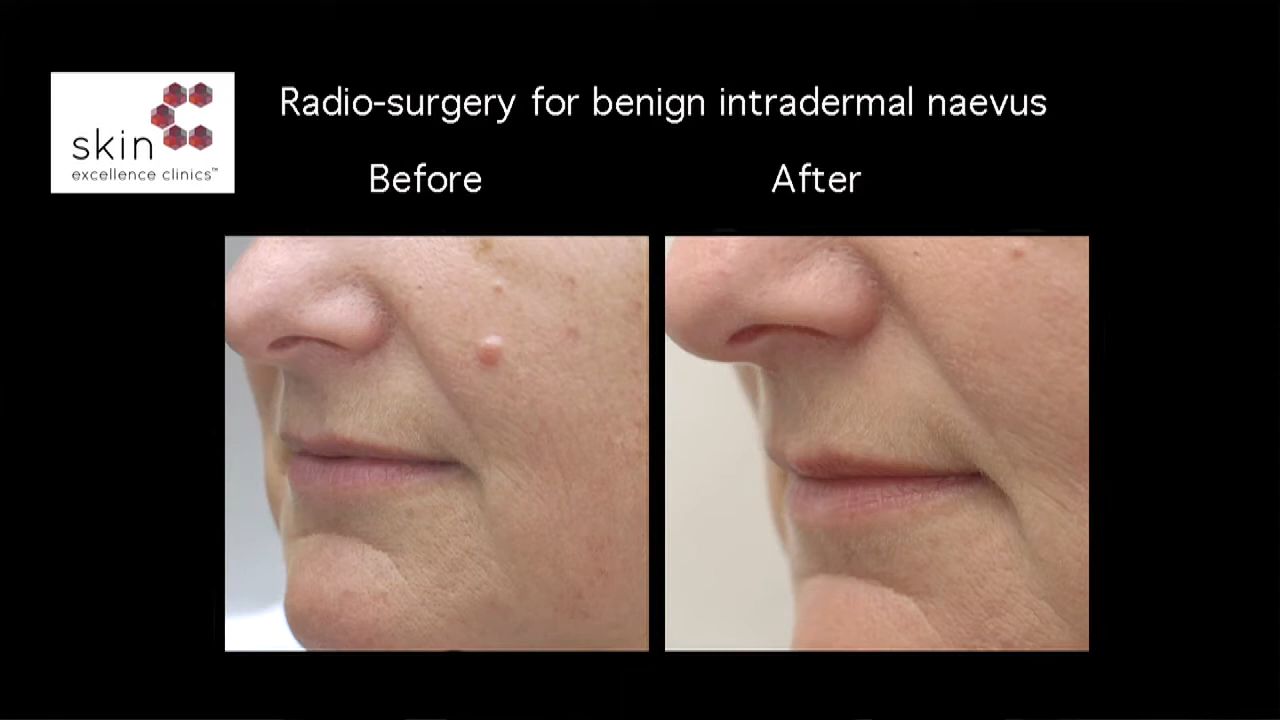 skin
excellence clinics™
Radio-surgery for benign intradermal naevus
Before
After